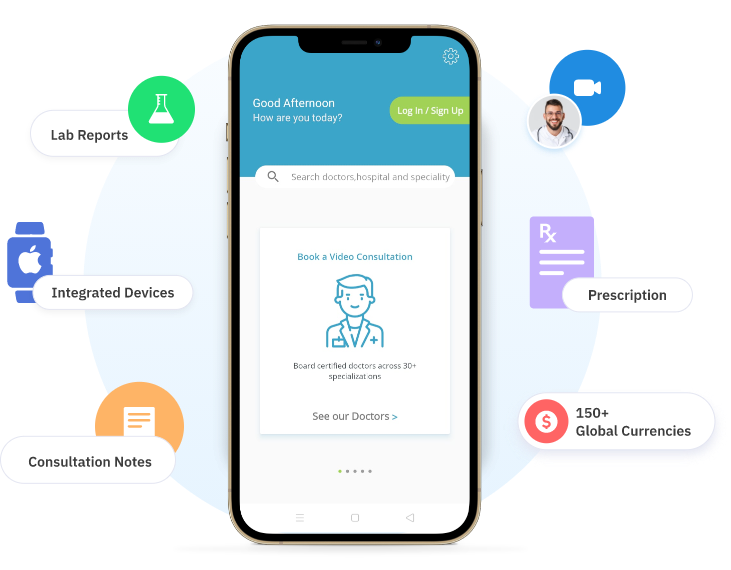 Good Afternoon
How are you today?
Log In / Sign Up
Search doctors,hospital and speciality
Book a Video Consultation
Board certified doctors across 30+
specializations
See our Doctors >
Lab Reports
Integrated Devices
Consultation Notes
Rx
Prescription
$
150+
Global Currencies